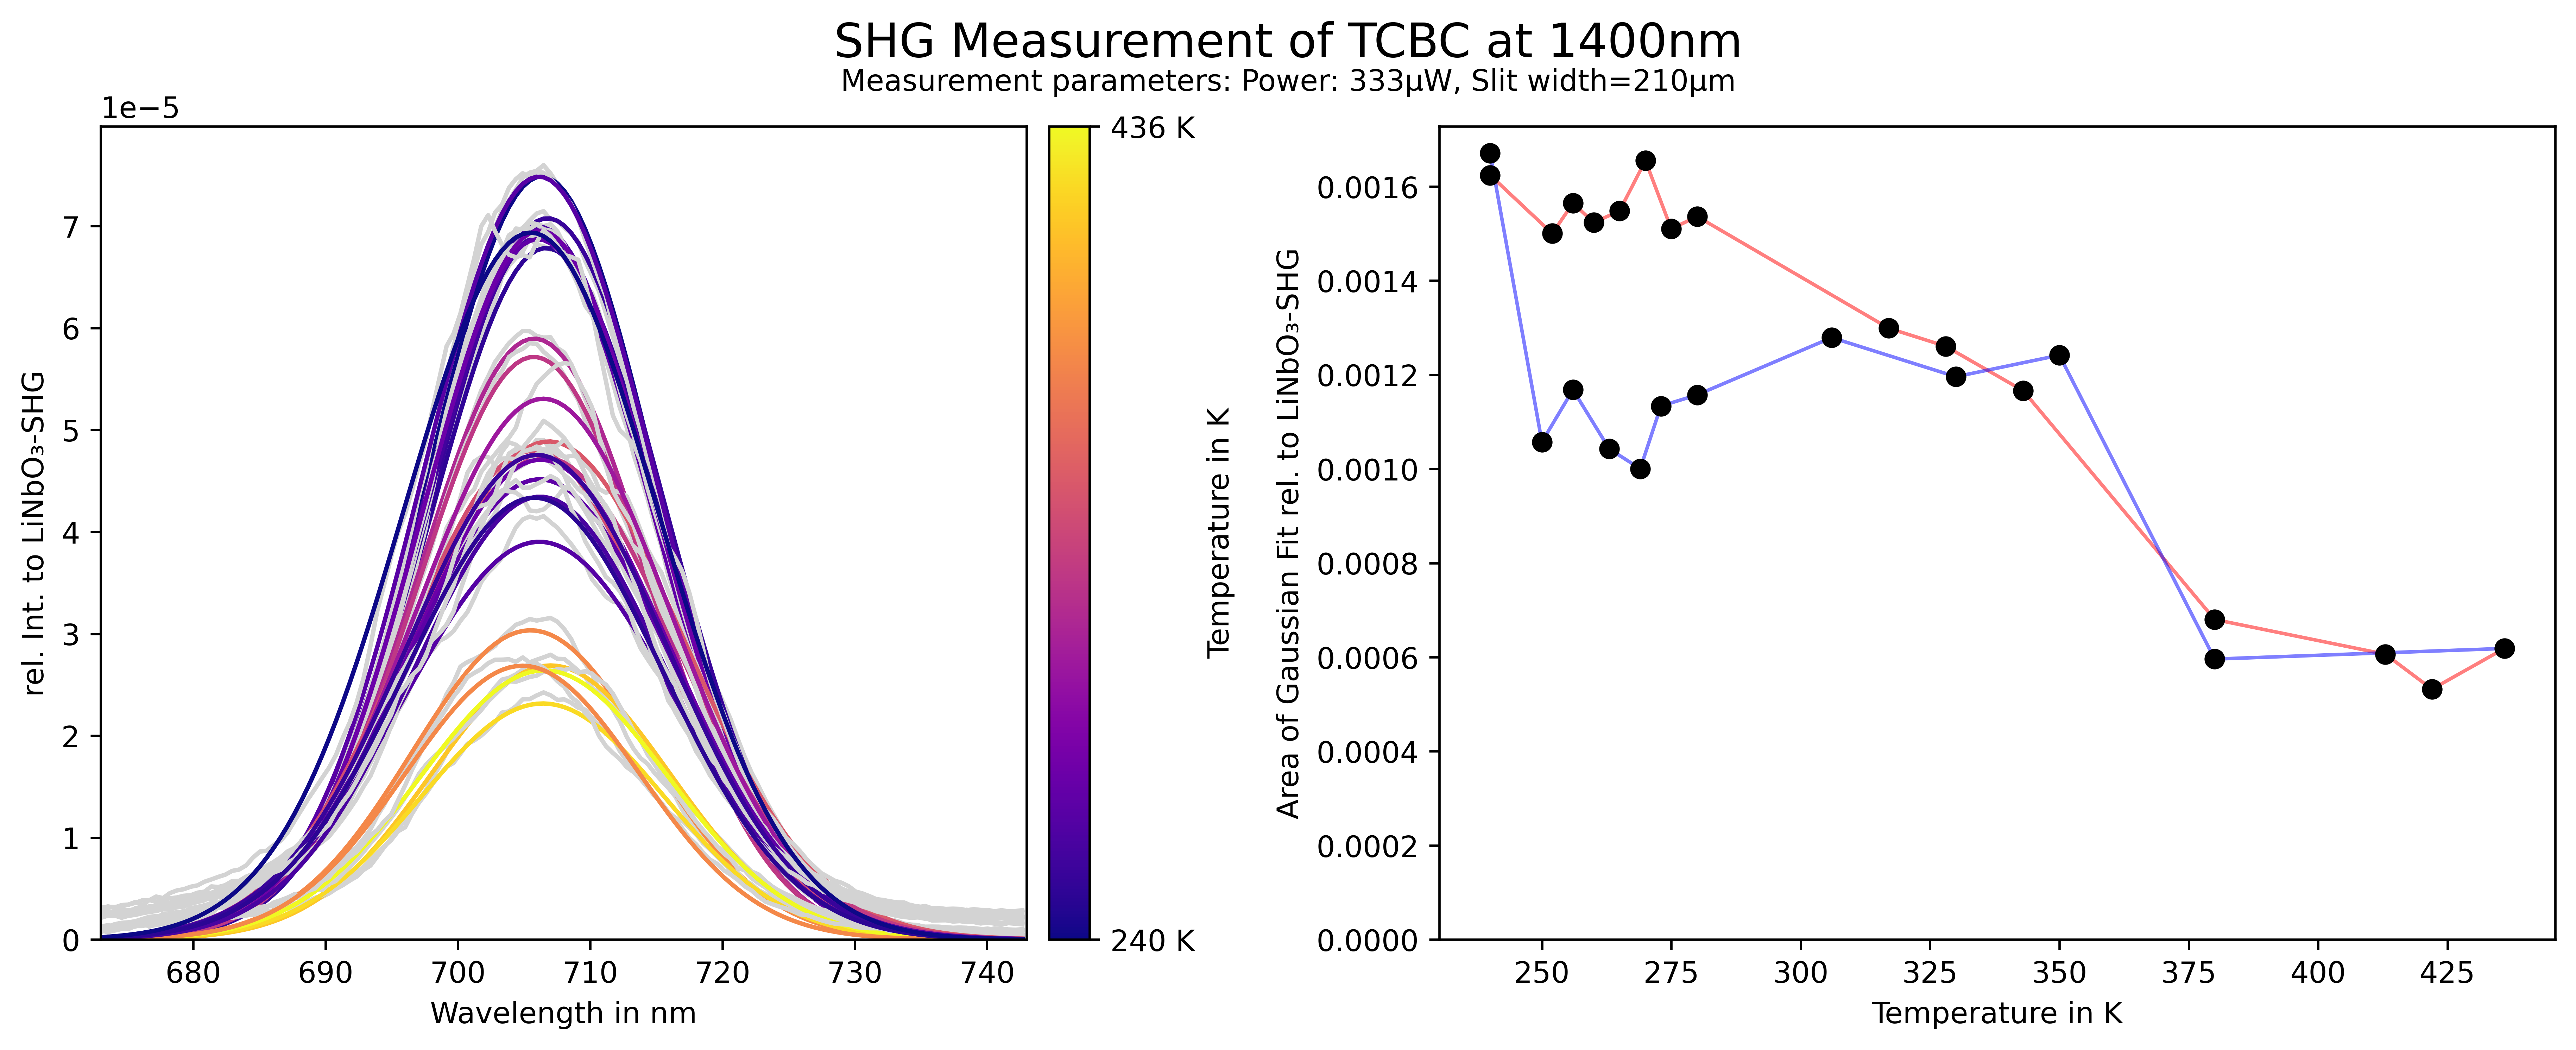 SHG Measurement of TCBC at 1400nm
Measurement parameters: Power: 333µW, Slit width=210µm
1e−5
7
6
5
4
3
2
1
0
rel. Int. to LiNbO₃-SHG
680 690 700 710 720 730 740
Wavelength in nm
436 K
240 K
Temperature in K
0.0016
0.0014
0.0012
0.0010
0.0008
0.0006
0.0004
0.0002
0.0000
Area of Gaussian Fit rel. to LiNbO₃-SHG
250 275 300 325 350 375 400 425
Temperature in K